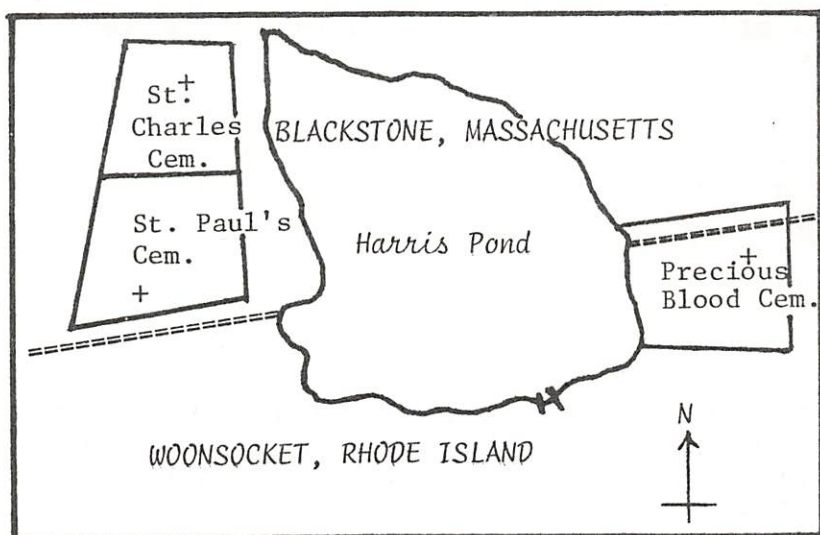 St.
Charles
Cem.
BLACKSTONE, MASSACHUSETTS
St. Paul's
Cem.
Harris Pond
Precious
Blood Cem.
N
WOONSOCKET, RHODE ISLAND